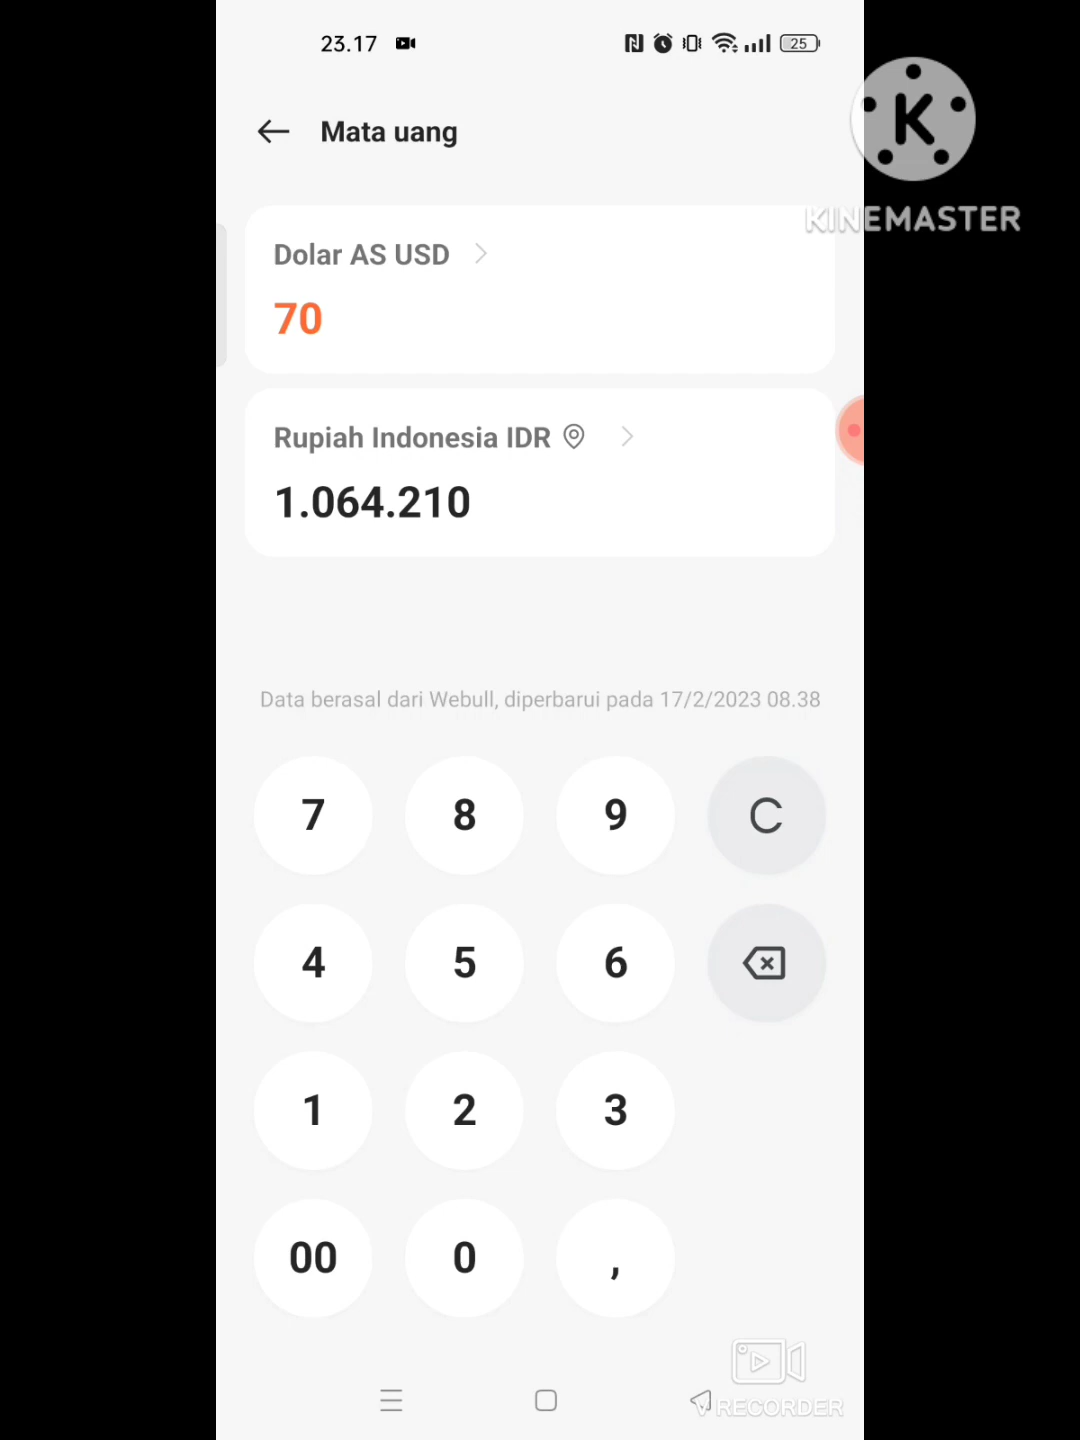 23.17
25
Mata uang
K
KINEMASTER
Dolar AS USD
70
Rupiah Indonesia IDR
1.064.210
Data berasal dari Webull, diperbarui pada 17/2/2023 08.38
7 8 9 C
4 5 6
1 2 3
00 0 ,
V RECORDER